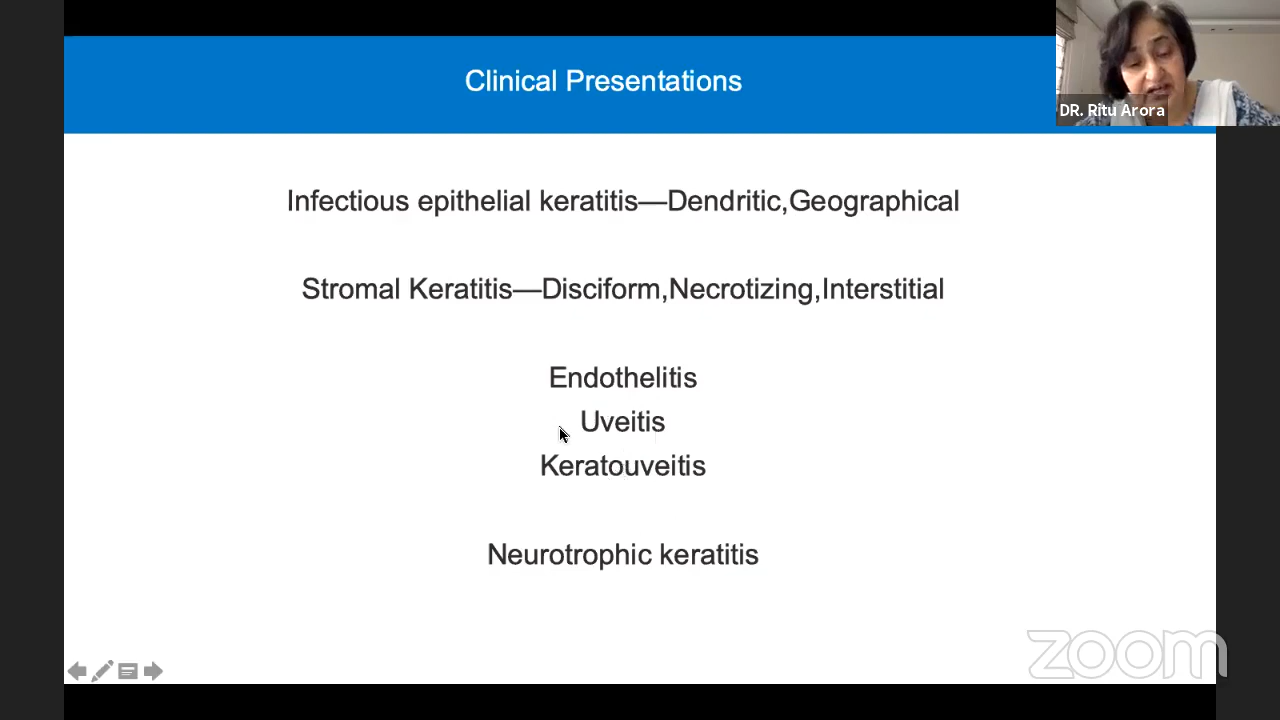 Clinical Presentations
DR. Ritu Arora
Infectious epithelial keratitis—Dendritic,Geographical
Stromal Keratitis—Disciform,Necrotizing,Interstitial
Endothelitis
Uveitis
Keratouveitis
Neurotrophic keratitis
zoom